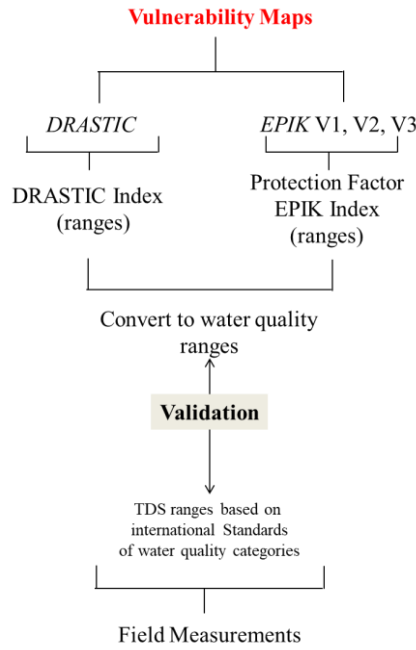 Vulnerability Maps
DRASTIC
EPIK V1, V2, V3
DRASTIC Index
(ranges)
Protection Factor
EPIK Index
(ranges)
Convert to water quality
ranges
Validation
TDS ranges based on
international Standards
of water quality categories
Field Measurements